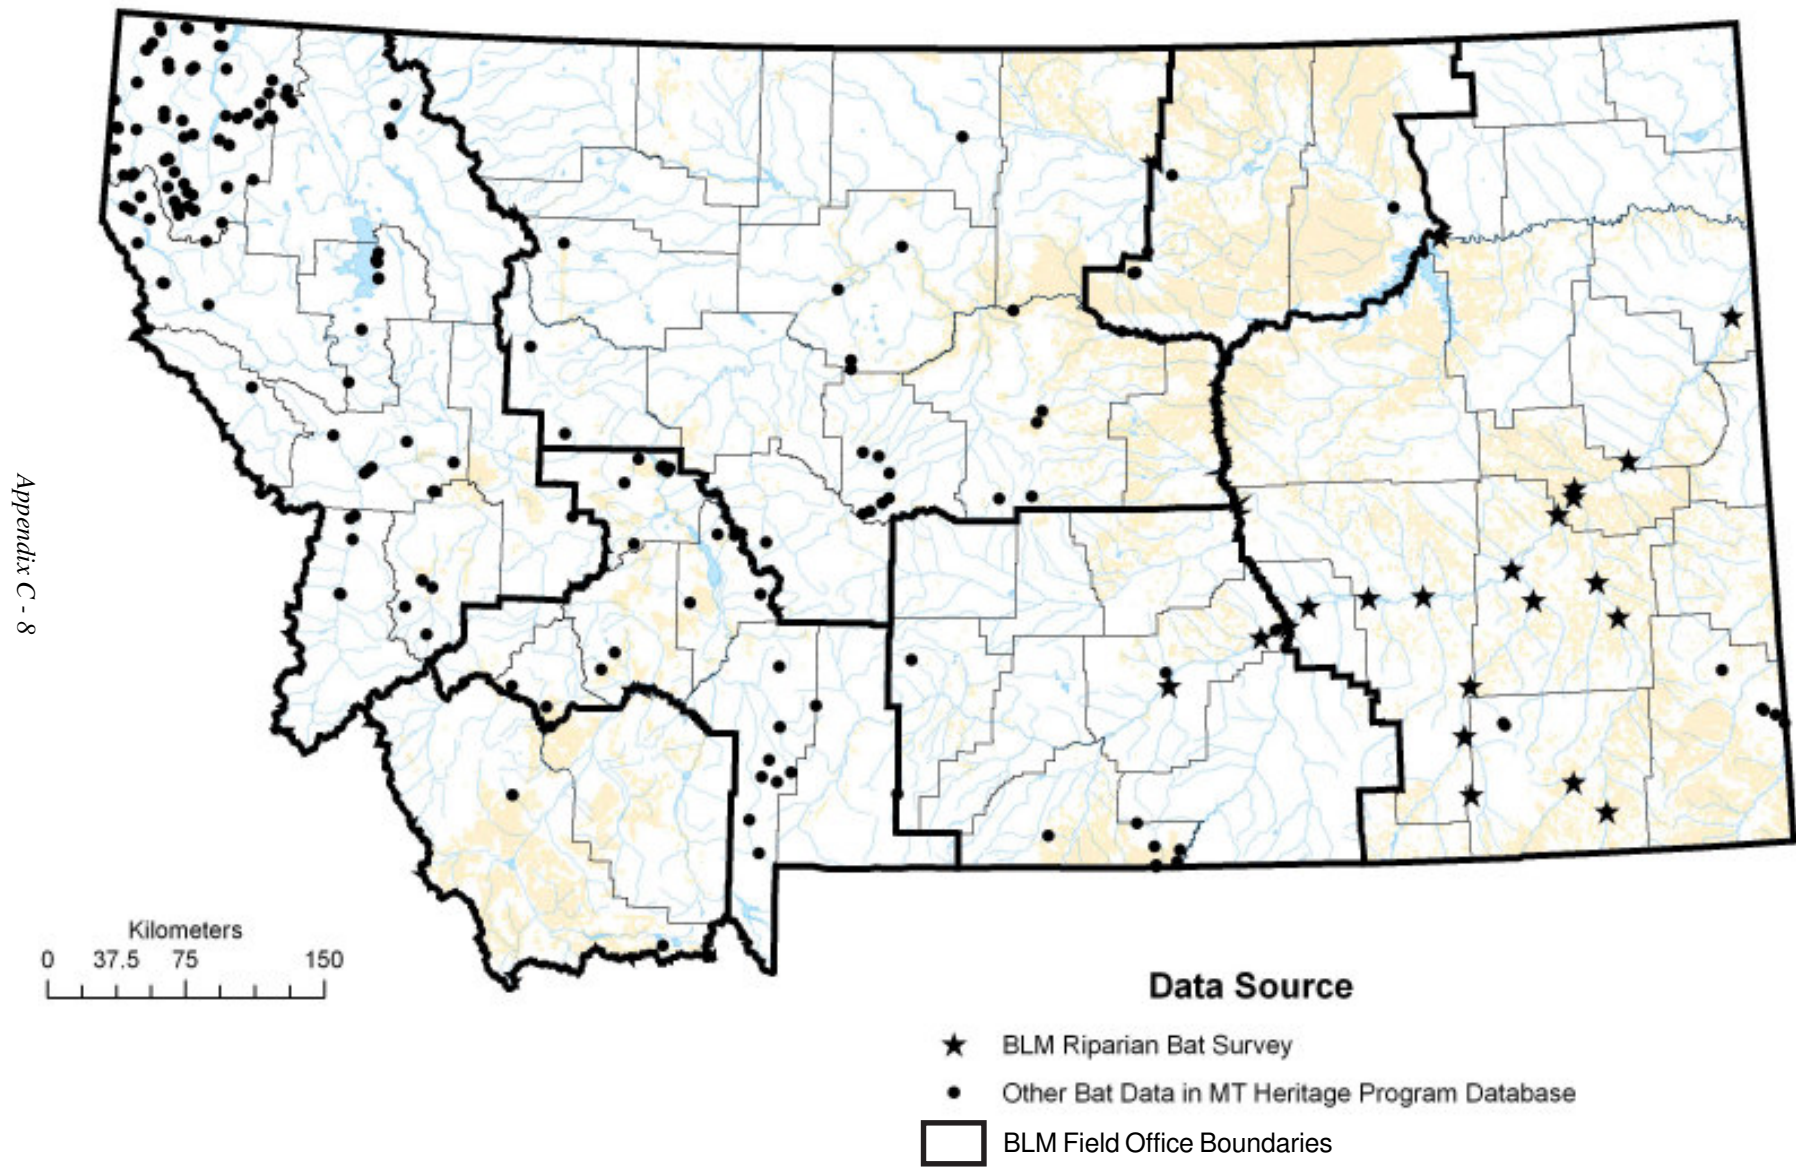 Appendix C - 8
Kilometers
0 37.5 75 150
Data Source
BLM Riparian Bat Survey
Other Bat Data in MT Heritage Program Database
BLM Field Office Boundaries